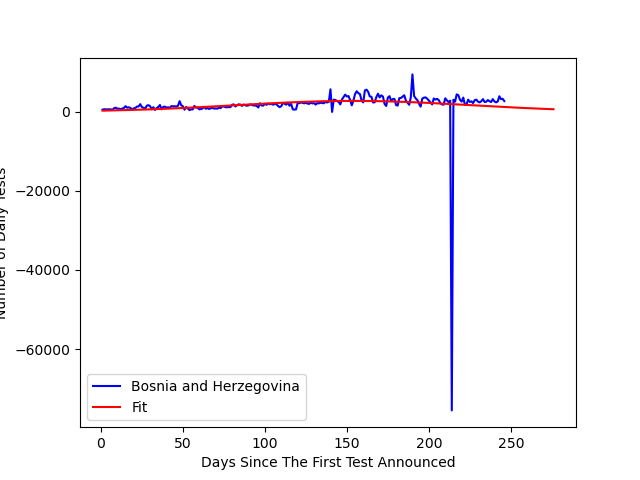 0
−20000
−40000
−60000
Number of Daily Tests
Bosnia and Herzegovina
Fit
0 50 100 150 200 250
Days Since The First Test Announced